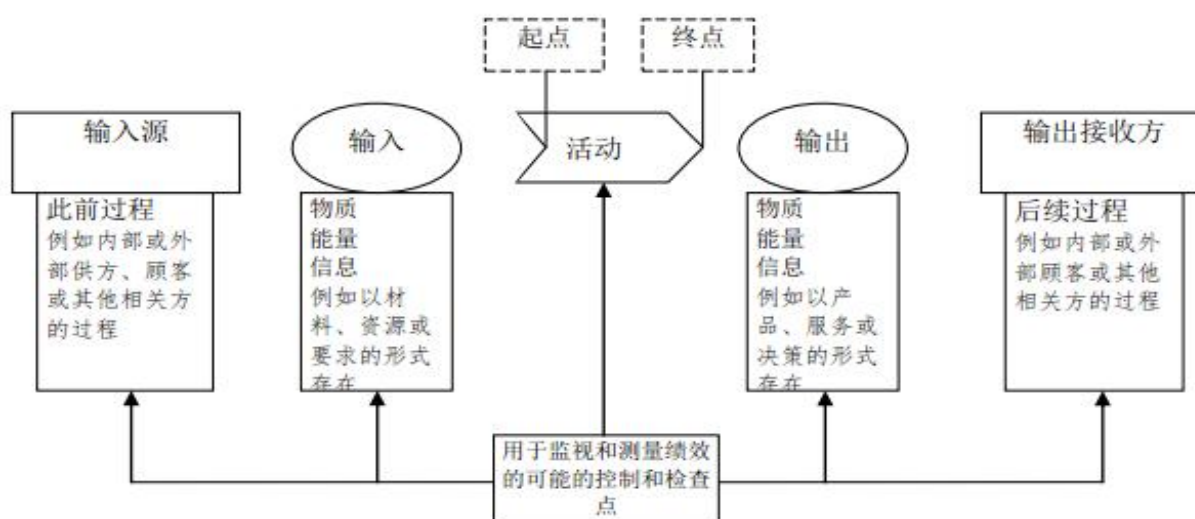 起点
终点
输入源
输入
活动
输出
输出接收方
此前过程
例如内部或外
部供方、顾客
或其他相关方
的过程
物质
能量
信息
例如以材
料、资源或
要求的形式
存在
物质
能量
信息
例如以产
品、服务或
决策的形式
存在
后续过程
例如内部或外
部顾客或其他
相关方的过程
用于监视和测量绩效
的可能的控制和检查
点